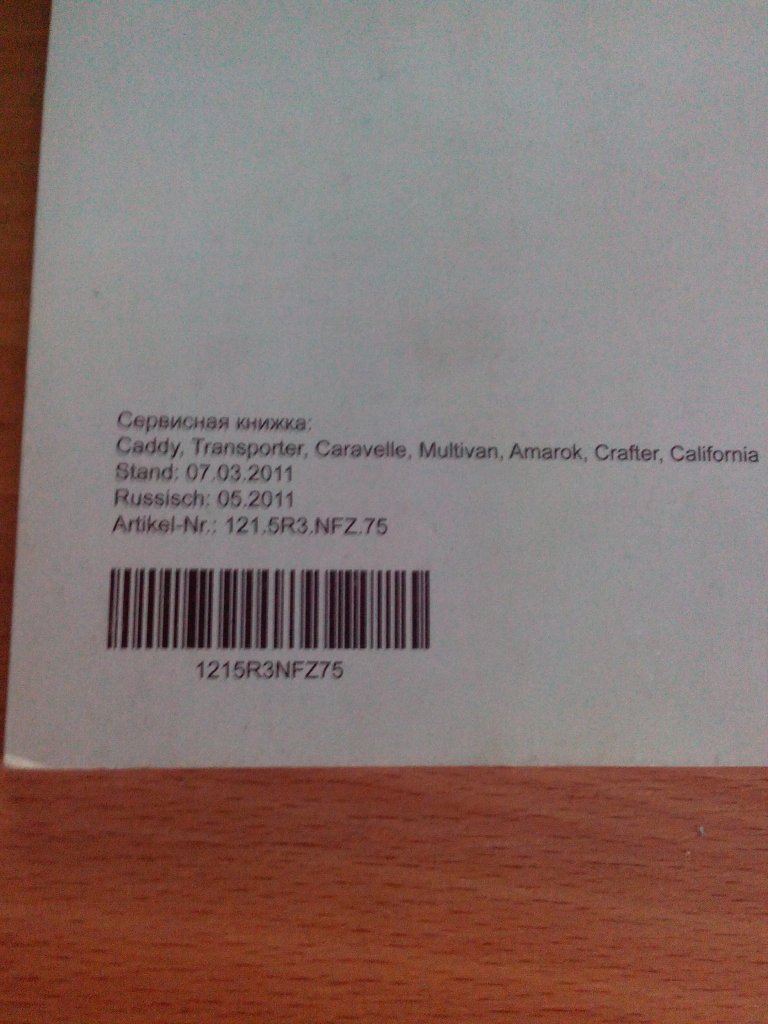 Сервисная книжка:
Caddy, Transporter, Caravelle, Multivan, Amarok, Crafter, California
Stand: 07.03.2011
Russisch: 05.2011
Artikel-Nr.: 121.5R3.NFZ.75
1215R3NFZ75